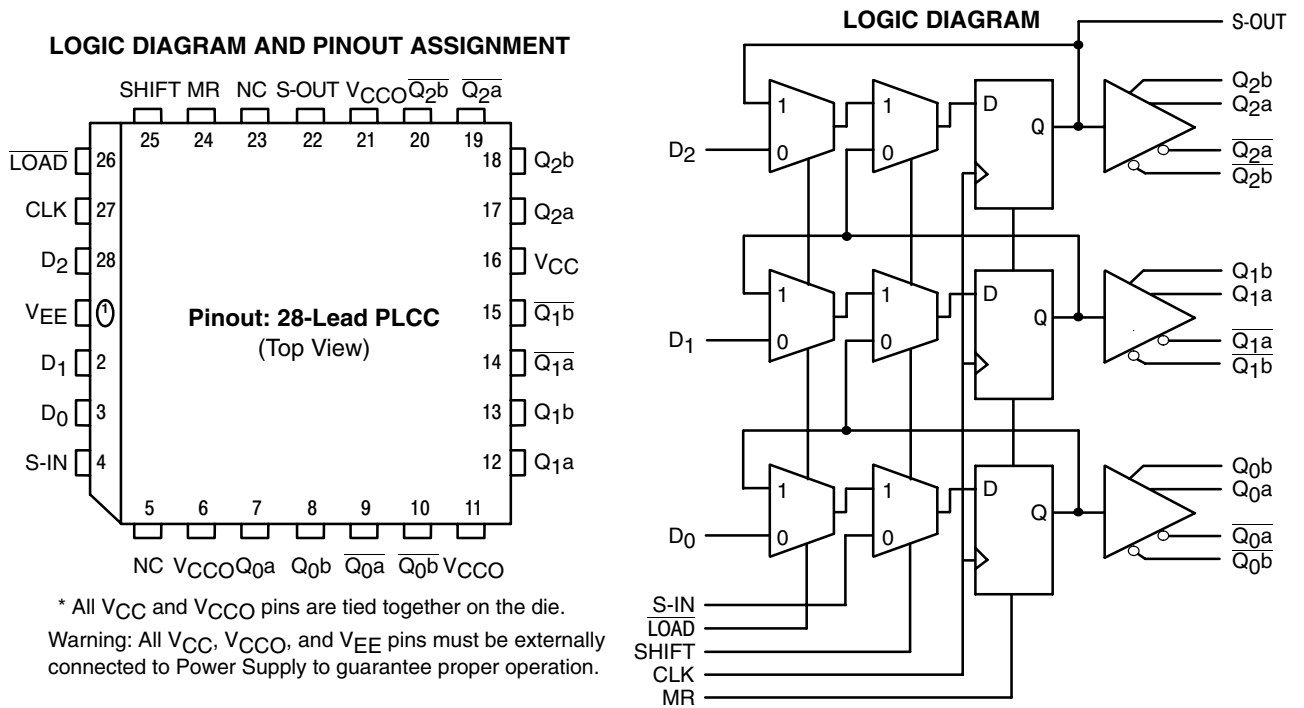 LOGIC DIAGRAM AND PINOUT ASSIGNMENT
SHIFT MR NC S-OUT VCCO Q2b Q2a
25 24 23 22 21 20 19
LOAD 26
CLK 27
D2 28
VEE 1
D1 2
D0 3
S-IN 4
18 Q2b
17 Q2a
16 VCC
15 Q1b
14 Q1a
13 Q1b
12 Q1a
Pinout: 28-Lead PLCC
(Top View)
5 6 7 8 9 10 11
NC VCCO Q0a Q0b Q0a Q0b VCCO
* All VCC and VCCO pins are tied together on the die.
Warning: All VCC, VCCO, and VEE pins must be externally
connected to Power Supply to guarantee proper operation.
LOGIC DIAGRAM
S-OUT
1 1 D
Q
D2 0 0
Q2b
Q2a
Q2a
Q2b
1 1 D
Q
D1 0 0
Q1b
Q1a
Q1a
Q1b
1 1 D
Q
D0 0 0
Q0b
Q0a
Q0a
Q0b
S-IN
LOAD
SHIFT
CLK
MR